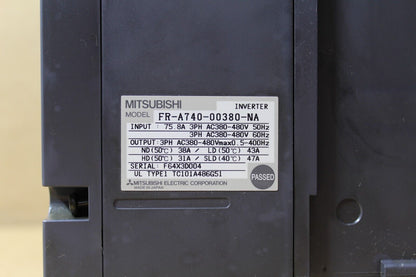 MITSUBISHI INVERTER
MODEL FR-A740-00380-NA
INPUT : 75.8A 3PH AC380-480V 50Hz
3PH AC380-480V 60Hz
OUTPUT:3PH AC380-480Vmax0.5-400Hz
ND(50℃) 38A / LD(50℃) 43A
HD(50℃) 31A / SLD(40℃) 47A
SERIAL: F64X3D004
UL TYPE1 TC101A486G51
PASSED
MITSUBISHI ELECTRIC CORPORATION
MADE IN JAPAN